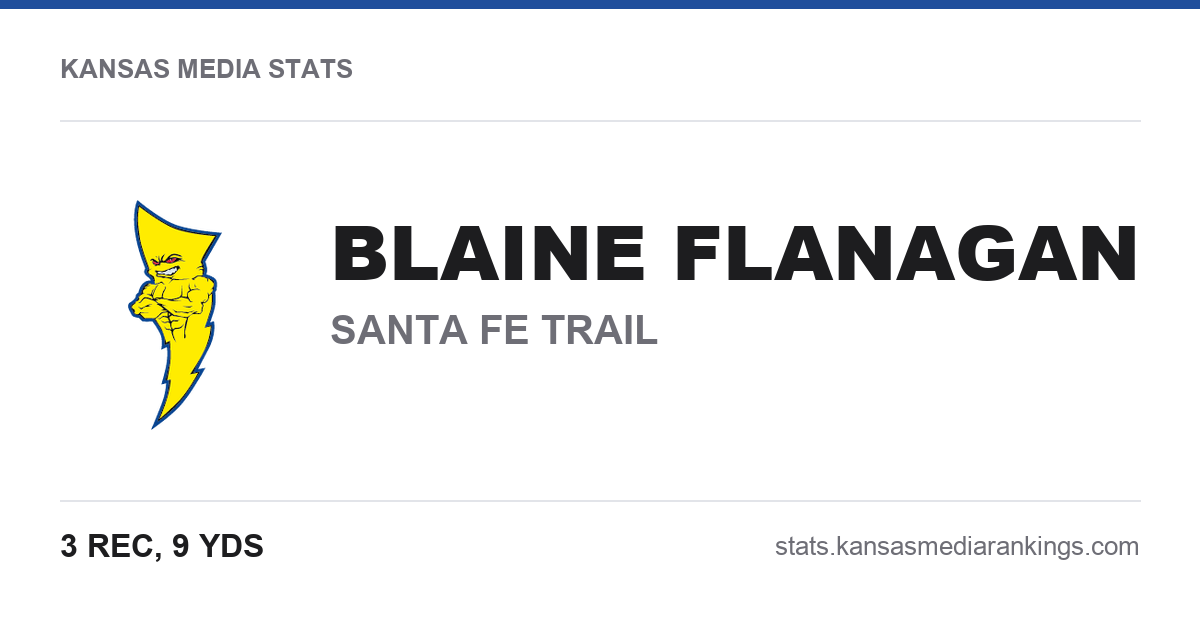 KANSAS MEDIA STATS
BLAINE FLANAGAN
SANTA FE TRAIL
3 REC, 9 YDS
stats.kansasmediarankings.com